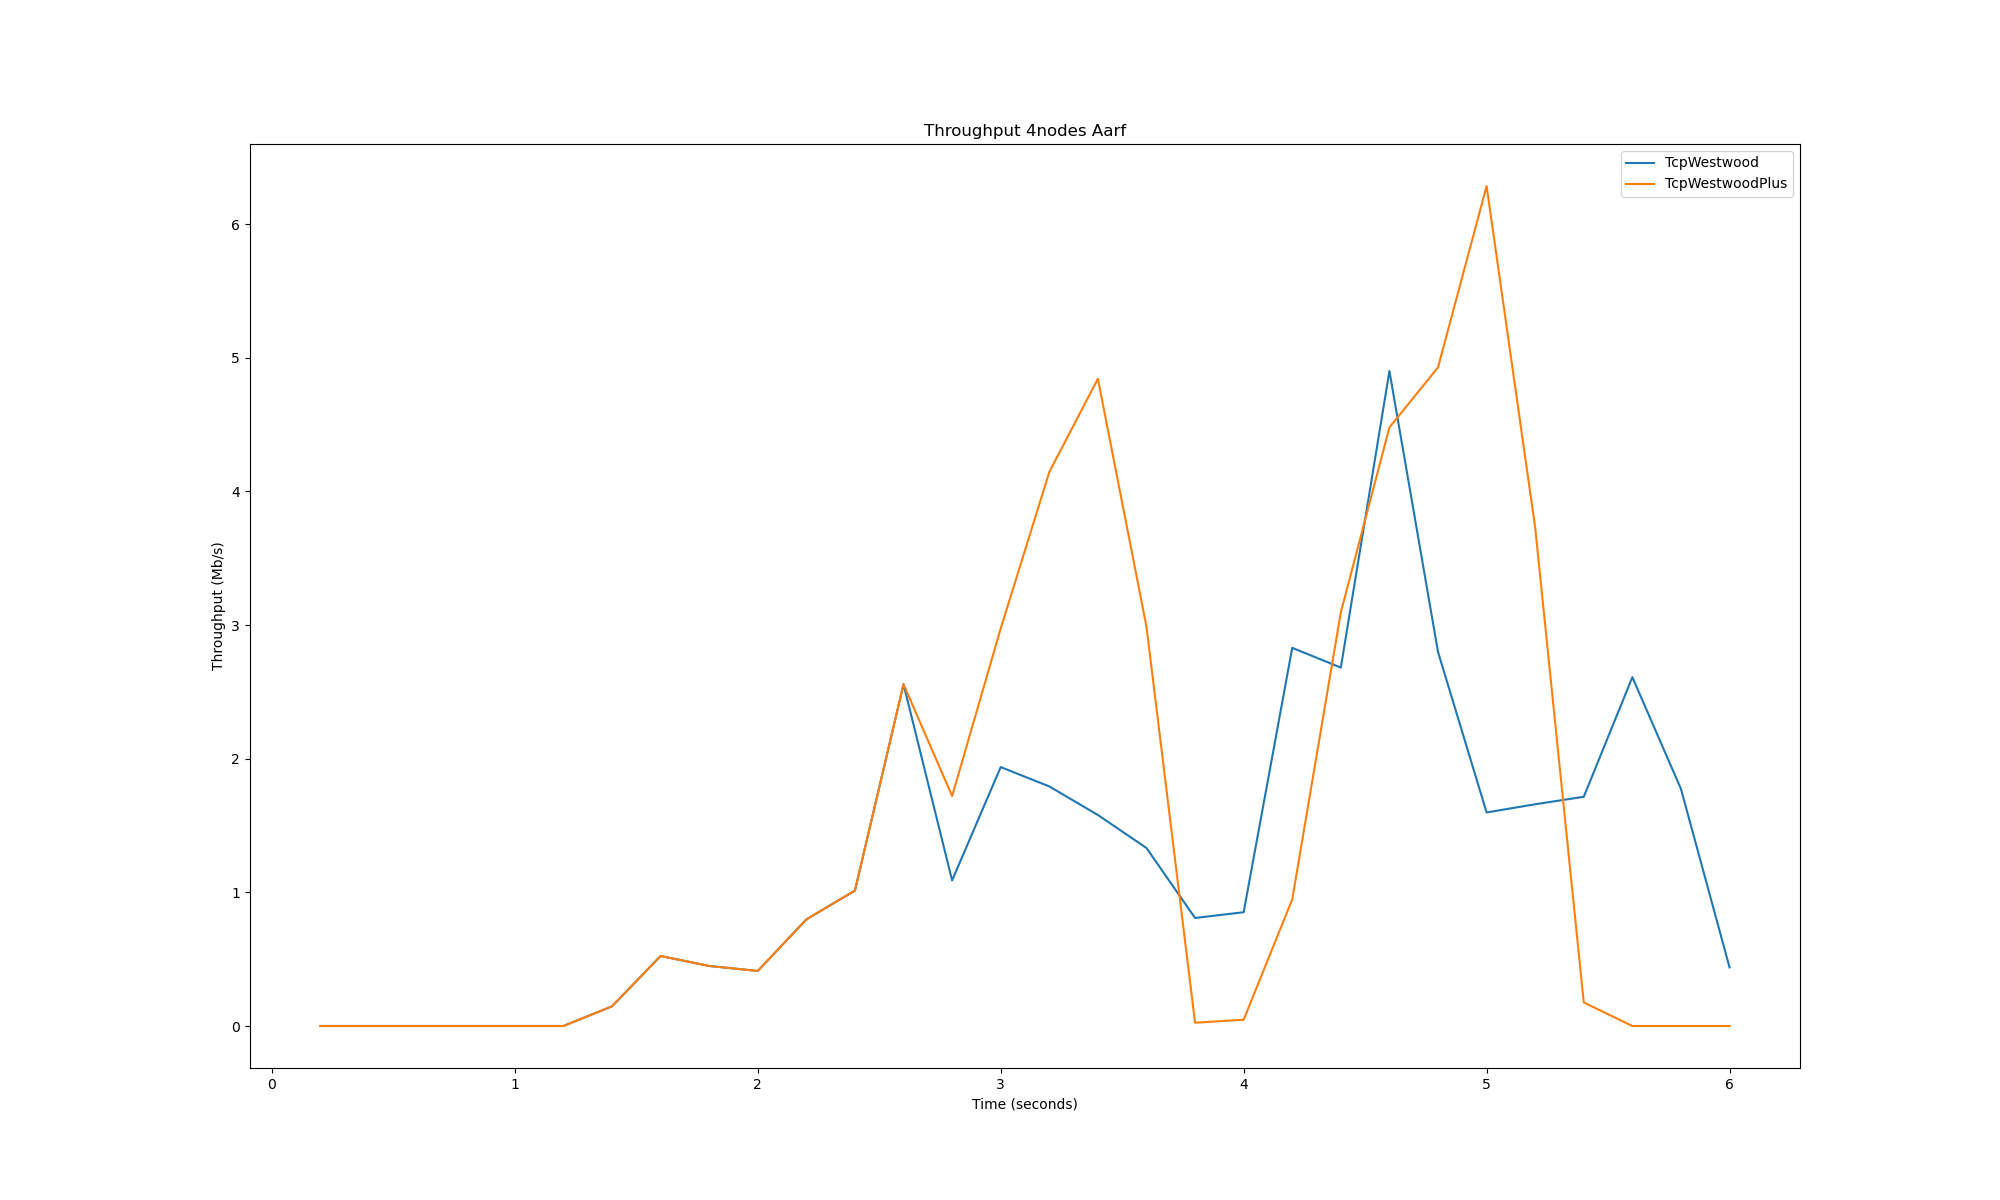 Throughput 4nodes Aarf
TcpWestwood
TcpWestwoodPlus
Throughput (Mb/s)
6
5
4
3
2
1
0
0 1 2 3 4 5 6
Time (seconds)